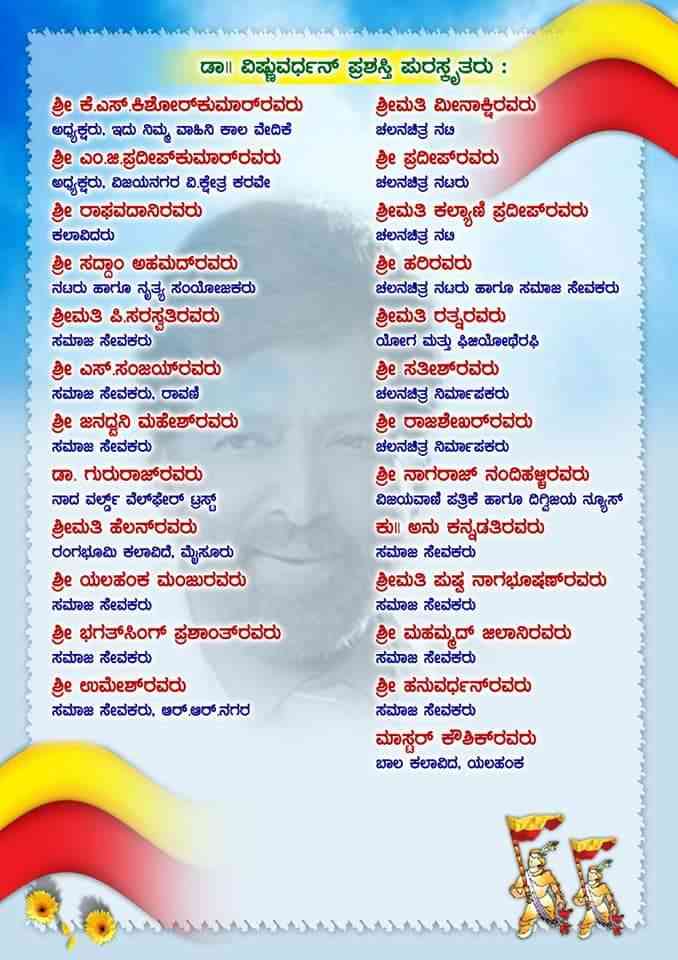 ಡಾ॥ ವಿಷ್ಣುವರ್ಧನ್ ಪ್ರಶಸ್ತಿ ಪುರಸ್ಕೃತರು :
ಶ್ರೀ ಕೆ.ಎಸ್.ಕಿಶೋರ್‌ಕುಮಾರ್‌ರವರು
ಅಧ್ಯಕ್ಷರು, ಇದು ನಿಮ್ಮ ವಾಹಿನಿ ಕಾಲ ವೇದಿಕೆ
ಶ್ರೀ ಎಂ.ಜಿ.ಪ್ರದೀಪ್‌ಕುಮಾರ್‌ರವರು
ಅಧ್ಯಕ್ಷರು, ವಿಜಯನಗರ ವಿ.ಕ್ಷೇತ್ರ ಕರವೇ
ಶ್ರೀ ರಾಘವದಾನಿರವರು
ಕಲಾವಿದರು
ಶ್ರೀ ಸದ್ದಾಂ ಅಹಮದ್‌ರವರು
ನಟರು ಹಾಗೂ ನೃತ್ಯ ಸಂಯೋಜಕರು
ಶ್ರೀಮತಿ ಪಿ.ಸರಸ್ವತಿರವರು
ಸಮಾಜ ಸೇವಕರು
ಶ್ರೀ ಎಸ್.ಸಂಜಯ್‌ರವರು
ಸಮಾಜ ಸೇವಕರು, ರಾವಣಿ
ಶ್ರೀ ಜನದ್ದನಿ ಮಹೇಶ್‌ರವರು
ಸಮಾಜ ಸೇವಕರು
ಡಾ. ಗುರುರಾಜ್‌ರವರು
ನಾದ ವರ್ಲ್ಡ್ ವೆಲ್‌ಫೇರ್ ಟ್ರಸ್ಟ್
ಶ್ರೀಮತಿ ಹೆಲನ್‌ರವರು
ರಂಗಭೂಮಿ ಕಲಾವಿದೆ, ಮೈಸೂರು
ಶ್ರೀ ಯಲಹಂಕ ಮಂಜುರವರು
ಸಮಾಜ ಸೇವಕರು
ಶ್ರೀ ಭಗತ್‌ಸಿಂಗ್ ಪ್ರಶಾಂತ್‌ರವರು
ಸಮಾಜ ಸೇವಕರು
ಶ್ರೀ ಉಮೇಶ್‌ರವರು
ಸಮಾಜ ಸೇವಕರು, ಆರ್.ಆರ್.ನಗರ
ಶ್ರೀಮತಿ ಮೀನಾಕ್ಷಿರವರು
ಚಲನಚಿತ್ರ ನಟಿ
ಶ್ರೀ ಪ್ರದೀಪ್‌ರವರು
ಚಲನಚಿತ್ರ ನಟರು
ಶ್ರೀಮತಿ ಕಲ್ಯಾಣಿ ಪ್ರದೀಪ್‌ರವರು
ಚಲನಚಿತ್ರ ನಟಿ
ಶ್ರೀ ಹರಿರವರು
ಚಲನಚಿತ್ರ ನಟರು ಹಾಗೂ ಸಮಾಜ ಸೇವಕರು
ಶ್ರೀಮತಿ ರತ್ನರವರು
ಯೋಗ ಮತ್ತು ಫಿಜಿಯೋಥೆರಫಿ
ಶ್ರೀ ಸತೀಶ್‌ರವರು
ಚಲನಚಿತ್ರ ನಿರ್ಮಾಪಕರು
ಶ್ರೀ ರಾಜಶೇಖರ್‌ರವರು
ಚಲನಚಿತ್ರ ನಿರ್ಮಾಪಕರು
ಶ್ರೀ ನಾಗರಾಜ್ ನಂದಿಹಳ್ಳಿರವರು
ವಿಜಯವಾಣಿ ಪತ್ರಿಕೆ ಹಾಗೂ ದಿಗ್ವಿಜಯ ನ್ಯೂಸ್
ಕು॥ ಅನು ಕನ್ನಡತಿರವರು
ಸಮಾಜ ಸೇವಕರು
ಶ್ರೀಮತಿ ಪುಷ್ಪ ನಾಗಭೂಷಣ್‌ರವರು
ಸಮಾಜ ಸೇವಕರು
ಶ್ರೀ ಮಹಮ್ಮದ್ ಜಿಲಾನಿರವರು
ಸಮಾಜ ಸೇವಕರು
ಶ್ರೀ ಹನುವರ್ಧನ್‌ರವರು
ಸಮಾಜ ಸೇವಕರು
ಮಾಸ್ಟರ್ ಕೌಶಿಕ್‌ರವರು
ಬಾಲ ಕಲಾವಿದ, ಯಲಹಂಕ